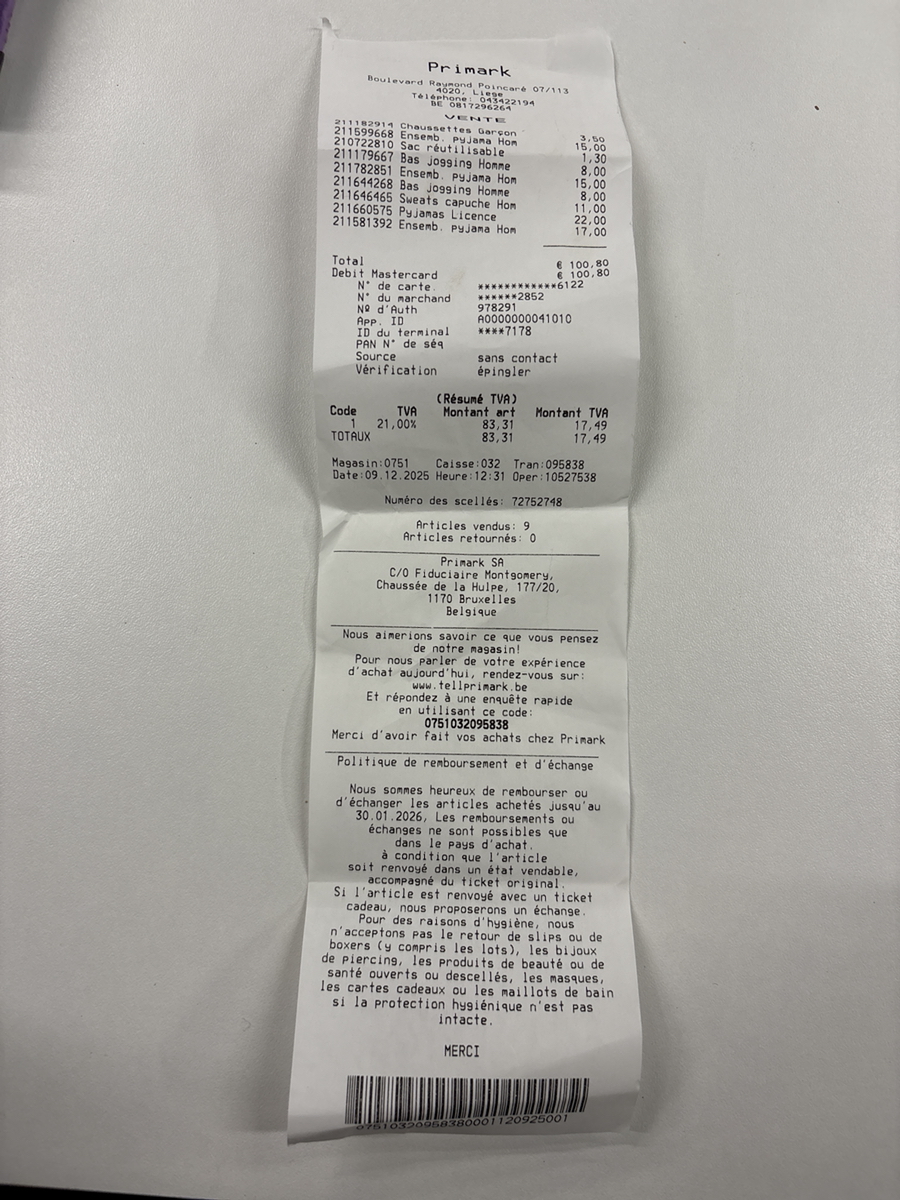 Primark
Boulevard Raymond Poincaré 07/113
4020, Liege
Téléphone: 043422194
BE 0817296264
VENTE
211182914 Chaussettes Garçon 3,50
211599668 Ensemb. pyjama Hom 15,00
210722810 Sac réutilisable 1,30
211179667 Bas jogging Homme 8,00
211782851 Ensemb. pyjama Hom 15,00
211644268 Bas jogging Homme 8,00
211646465 Sweats capuche Hom 11,00
211660575 Pyjamas Licence 22,00
211581392 Ensemb. pyjama Hom 17,00
Total € 100,80
Debit Mastercard € 100,80
N° de carte. ************6122
N° du marchand ******2852
Nº d'Auth 978291
App. ID A0000000041010
ID du terminal ****7178
PAN N° de séq
Source sans contact
Vérification épingler
(Résumé TVA)
Code TVA Montant art Montant TVA
1 21,00% 83,31 17,49
TOTAUX 83,31 17,49
Magasin:0751 Caisse:032 Tran:095838
Date:09.12.2025 Heure:12:31 Oper:10527538
Numéro des scellés: 72752748
Articles vendus: 9
Articles retournés: 0
Primark SA
C/O Fiduciaire Montgomery,
Chaussée de la Hulpe, 177/20,
1170 Bruxelles
Belgique
Nous aimerions savoir ce que vous pensez
de notre magasin!
Pour nous parler de votre expérience
d'achat aujourd'hui, rendez-vous sur:
www.tellprimark.be
Et répondez à une enquête rapide
en utilisant ce code:
0751032095838
Merci d'avoir fait vos achats chez Primark
Politique de remboursement et d'échange
Nous sommes heureux de rembourser ou
d'échanger les articles achetés jusqu'au
30.01.2026, Les remboursements ou
échanges ne sont possibles que
dans le pays d'achat.
à condition que l'article
soit renvoyé dans un état vendable,
accompagné du ticket original.
Si l'article est renvoyé avec un ticket
cadeau, nous proposerons un échange.
Pour des raisons d'hygiène, nous
n'acceptons pas le retour de slips ou de
boxers (y compris les lots), les bijoux
de piercing, les produits de beauté ou de
santé ouverts ou descellés, les masques,
les cartes cadeaux ou les maillots de bain
si la protection hygiénique n'est pas
intacte.
MERCI
07510320958380001120925001